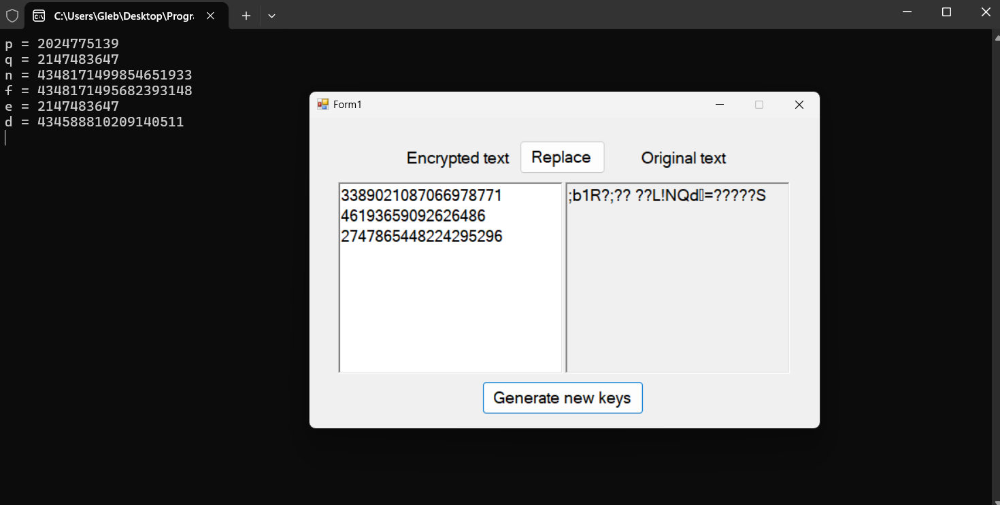 C:\Users\Gleb\Desktop\Progra
p = 2024775139
q = 2147483647
n = 4348171499854651933
f = 4348171495682393148
e = 2147483647
d = 434588810209140511
Form1
Encrypted text
Replace
Original text
3389021087066978771
46193659092626486
2747865448224295296
;b1R?;?? ??L!NQd▯=?????S
Generate new keys